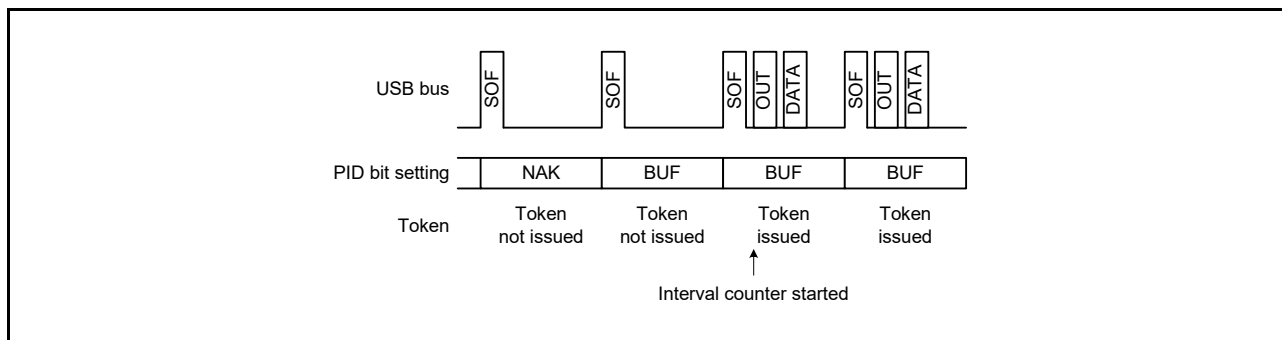 USB bus
SOF SOF SOF OUT DATA SOF OUT DATA
PID bit setting NAK BUF BUF BUF
Token
Token not issued
Token not issued
Token issued
Token issued
Interval counter started